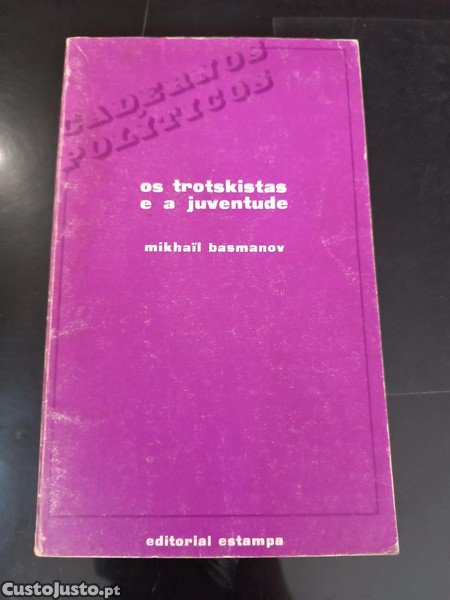 CADERNOS
POLÍTICOS
os trotskistas
e a juventude
mikhaïl basmanov
editorial estampa
CustoJusto.pt